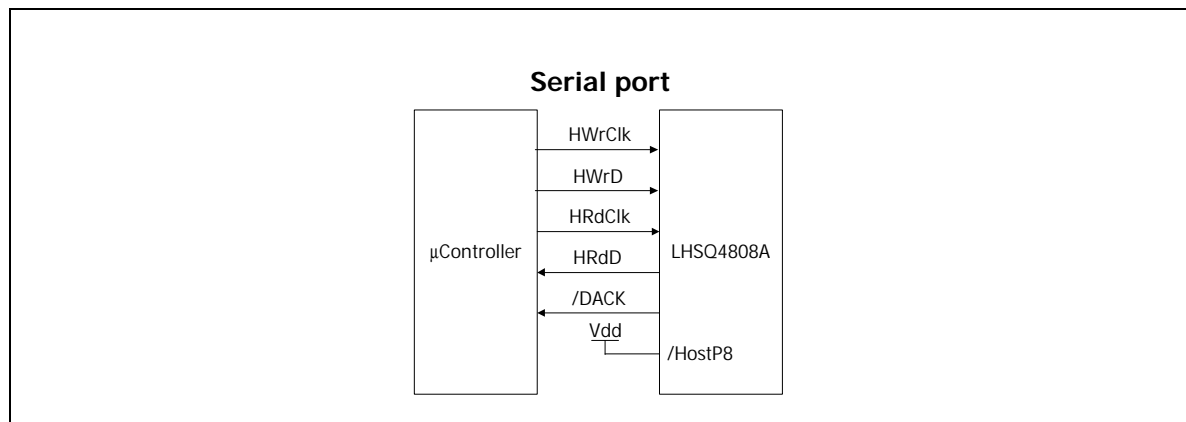 Serial port
HWrClk
HWrD
HRdClk
μController
HRdD
LHSQ4808A
/DACK
Vdd
/HostP8